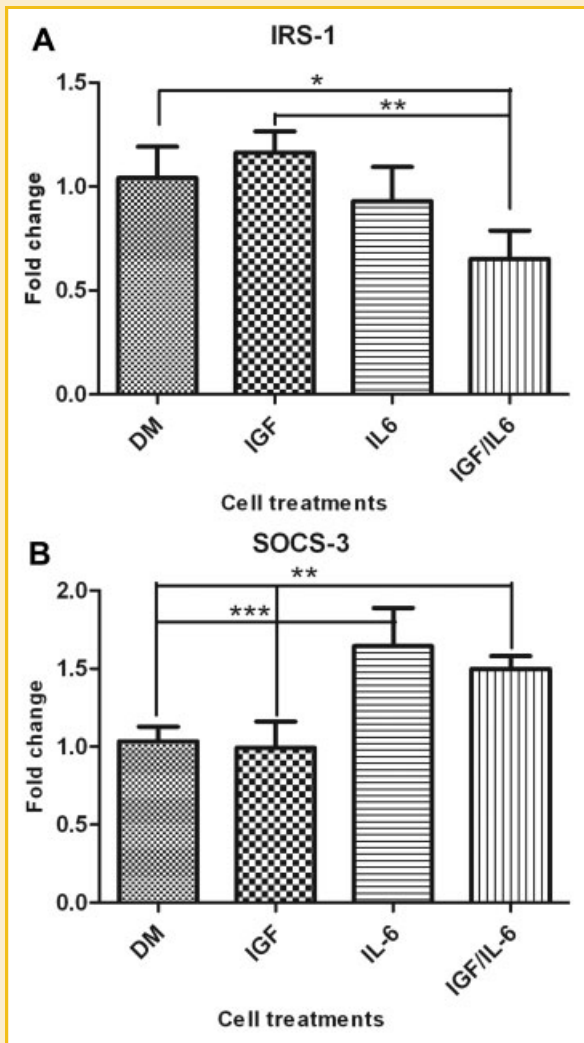 A
IRS-1
*
**
Fold change
1.5
1.0
0.5
0.0
DM
IGF
IL6
IGF/IL6
Cell treatments
B
SOCS-3
**
***
Fold change
2.0
1.5
1.0
0.5
0.0
DM
IGF
IL-6
IGF/IL-6
Cell treatments